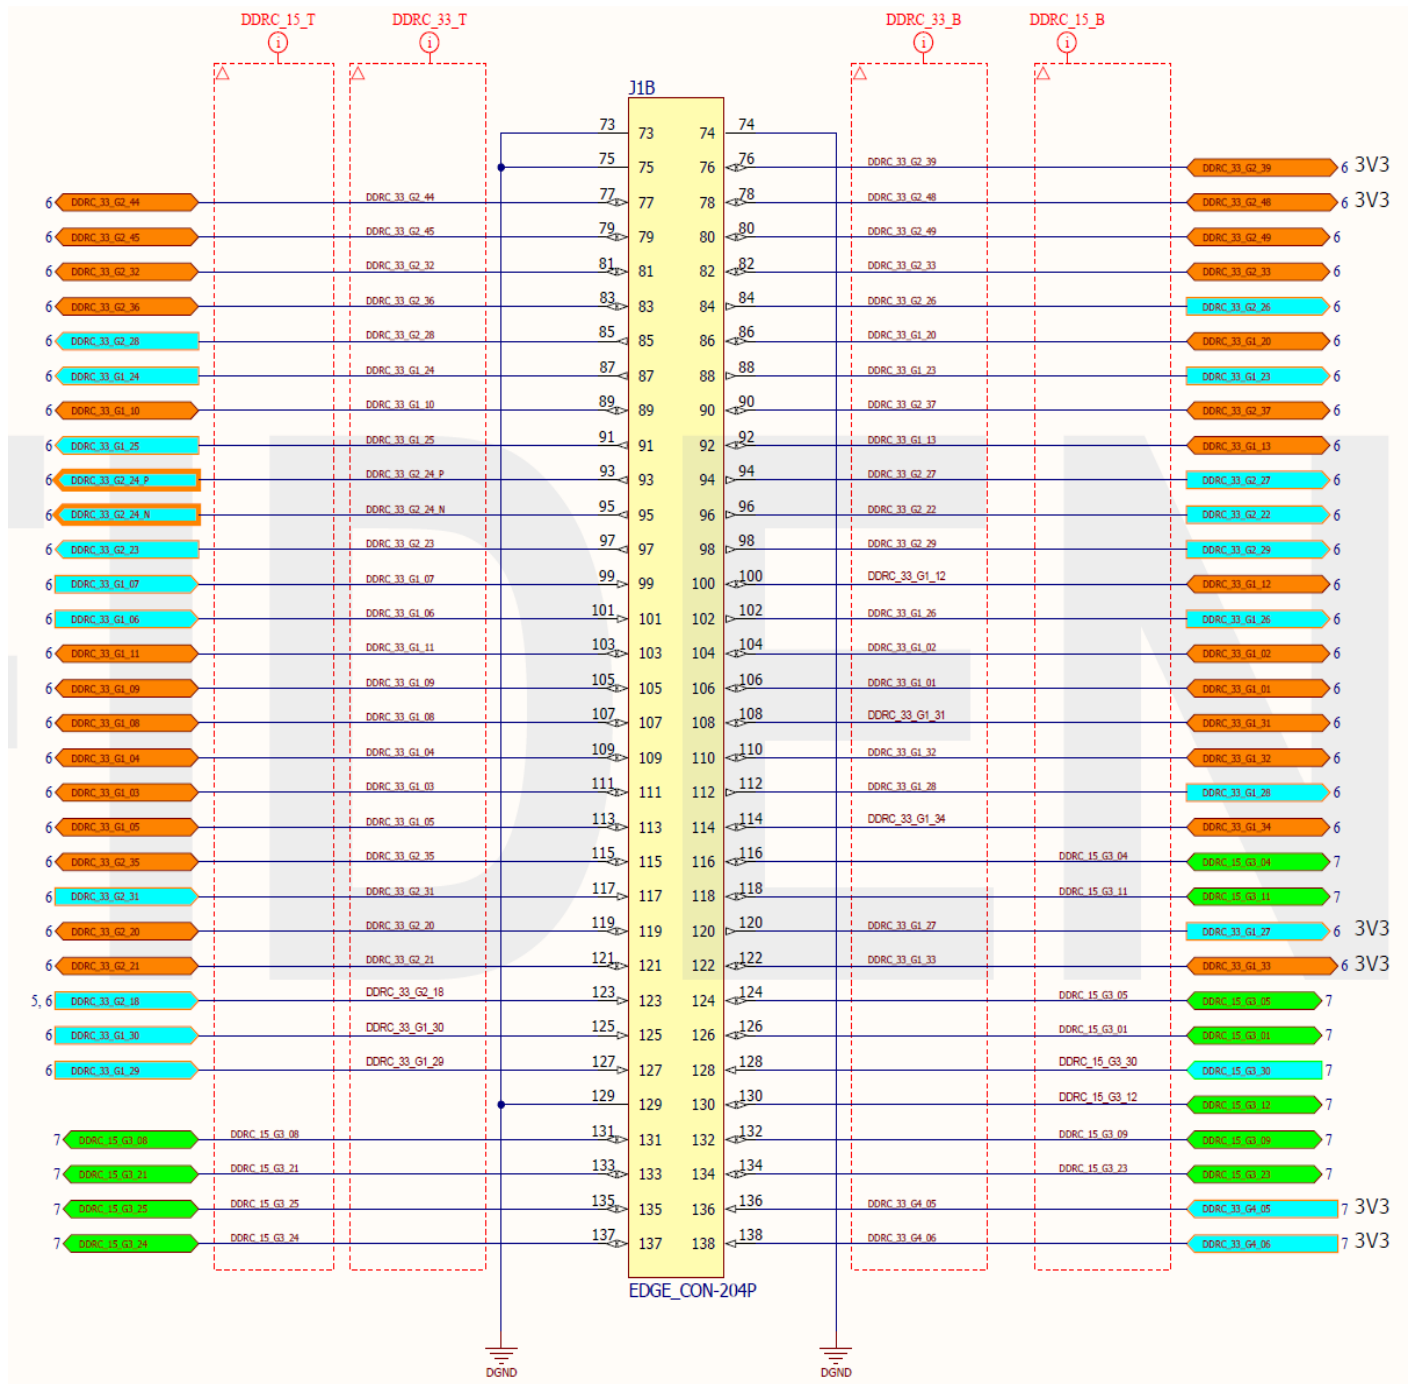 DDRC_15_T DDRC_33_T DDRC_33_B DDRC_15_B
i i i i
J1B
73 73 74 74
75 75 76 76 DDRC_33_G2_39 DDRC_33_G2_39 6 3V3
6 DDRC_33_G2_44 DDRC_33_G2_44 77 77 78 78 DDRC_33_G2_48 DDRC_33_G2_48 6 3V3
6 DDRC_33_G2_45 DDRC_33_G2_45 79 79 80 80 DDRC_33_G2_49 DDRC_33_G2_49 6
6 DDRC_33_G2_32 DDRC_33_G2_32 81 81 82 82 DDRC_33_G2_33 DDRC_33_G2_33 6
6 DDRC_33_G2_36 DDRC_33_G2_36 83 83 84 84 DDRC_33_G2_26 DDRC_33_G2_26 6
6 DDRC_33_G2_28 DDRC_33_G2_28 85 85 86 86 DDRC_33_G1_20 DDRC_33_G1_20 6
6 DDRC_33_G1_24 DDRC_33_G1_24 87 87 88 88 DDRC_33_G1_23 DDRC_33_G1_23 6
6 DDRC_33_G1_10 DDRC_33_G1_10 89 89 90 90 DDRC_33_G2_37 DDRC_33_G2_37 6
6 DDRC_33_G1_25 DDRC_33_G1_25 91 91 92 92 DDRC_33_G1_13 DDRC_33_G1_13 6
6 DDRC_33_G2_24_P DDRC_33_G2_24_P 93 93 94 94 DDRC_33_G2_27 DDRC_33_G2_27 6
6 DDRC_33_G2_24_N DDRC_33_G2_24_N 95 95 96 96 DDRC_33_G2_22 DDRC_33_G2_22 6
6 DDRC_33_G2_23 DDRC_33_G2_23 97 97 98 98 DDRC_33_G2_29 DDRC_33_G2_29 6
6 DDRC_33_G1_07 DDRC_33_G1_07 99 99 100 100 DDRC_33_G1_12 DDRC_33_G1_12 6
6 DDRC_33_G1_06 DDRC_33_G1_06 101 101 102 102 DDRC_33_G1_26 DDRC_33_G1_26 6
6 DDRC_33_G1_11 DDRC_33_G1_11 103 103 104 104 DDRC_33_G1_02 DDRC_33_G1_02 6
6 DDRC_33_G1_09 DDRC_33_G1_09 105 105 106 106 DDRC_33_G1_01 DDRC_33_G1_01 6
6 DDRC_33_G1_08 DDRC_33_G1_08 107 107 108 108 DDRC_33_G1_31 DDRC_33_G1_31 6
6 DDRC_33_G1_04 DDRC_33_G1_04 109 109 110 110 DDRC_33_G1_32 DDRC_33_G1_32 6
6 DDRC_33_G1_03 DDRC_33_G1_03 111 111 112 112 DDRC_33_G1_28 DDRC_33_G1_28 6
6 DDRC_33_G1_05 DDRC_33_G1_05 113 113 114 114 DDRC_33_G1_34 DDRC_33_G1_34 6
6 DDRC_33_G2_35 DDRC_33_G2_35 115 115 116 116 DDRC_15_G3_04 DDRC_15_G3_04 7
6 DDRC_33_G2_31 DDRC_33_G2_31 117 117 118 118 DDRC_15_G3_11 DDRC_15_G3_11 7
6 DDRC_33_G2_20 DDRC_33_G2_20 119 119 120 120 DDRC_33_G1_27 DDRC_33_G1_27 6 3V3
6 DDRC_33_G2_21 DDRC_33_G2_21 121 121 122 122 DDRC_33_G1_33 DDRC_33_G1_33 6 3V3
5, 6 DDRC_33_G2_18 DDRC_33_G2_18 123 123 124 124 DDRC_15_G3_05 DDRC_15_G3_05 7
6 DDRC_33_G1_30 DDRC_33_G1_30 125 125 126 126 DDRC_15_G3_01 DDRC_15_G3_01 7
6 DDRC_33_G1_29 DDRC_33_G1_29 127 127 128 128 DDRC_15_G3_30 DDRC_15_G3_30 7
129 129 130 130 DDRC_15_G3_12 DDRC_15_G3_12 7
7 DDRC_15_G3_08 DDRC_15_G3_08 131 131 132 132 DDRC_15_G3_09 DDRC_15_G3_09 7
7 DDRC_15_G3_21 DDRC_15_G3_21 133 133 134 134 DDRC_15_G3_23 DDRC_15_G3_23 7
7 DDRC_15_G3_25 DDRC_15_G3_25 135 135 136 136 DDRC_33_G4_05 DDRC_33_G4_05 7 3V3
7 DDRC_15_G3_24 DDRC_15_G3_24 137 137 138 138 DDRC_33_G4_06 DDRC_33_G4_06 7 3V3
EDGE_CON-204P
DGND DGND